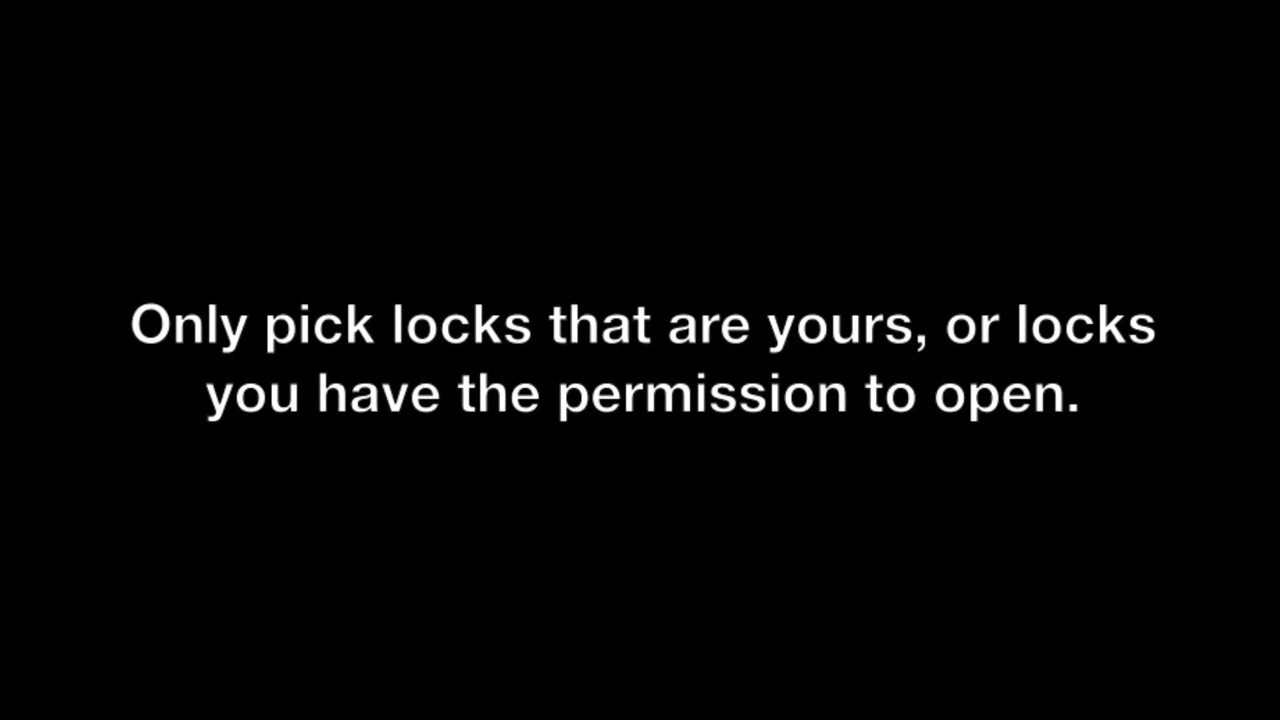 Only pick locks that are yours, or locks
you have the permission to open.